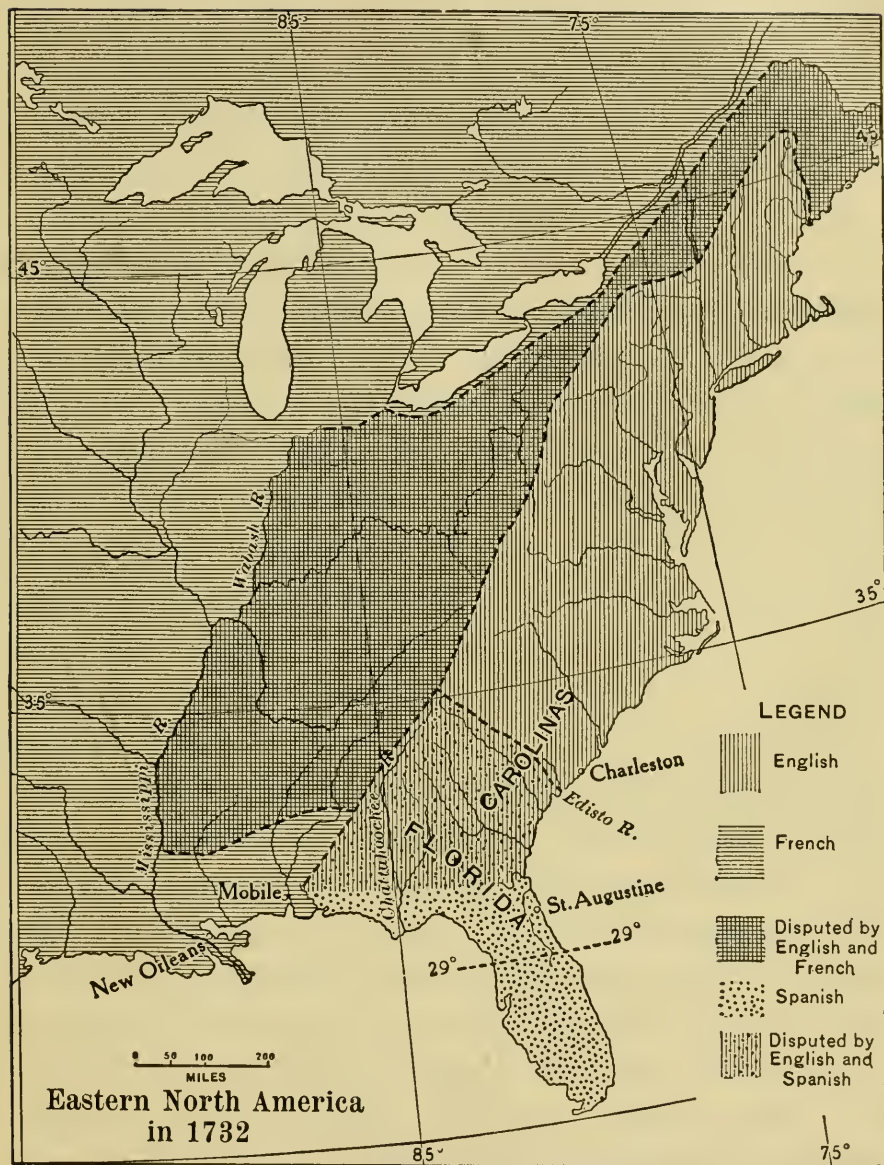 85°
75°
45°
45°
Wabash R.
35°
35°
Mississippi R.
LEGEND
English
French
Disputed by
English and
French
Spanish
Disputed by
English and
Spanish
CAROLINAS
Charleston
Edisto R.
Chattahoochee R.
FLORIDA
Mobile
St. Augustine
New Orleans
29°
29°
0 50 100 200
MILES
Eastern North America
in 1732
85°
75°